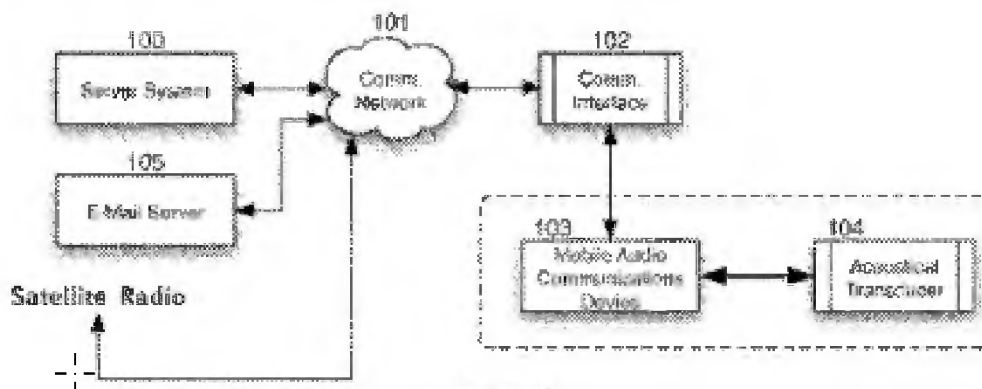 100
Server System
101
Comm.
Network
102
Comm.
Interface
105
E-Mail Server
Satellite Radio
103
Mobile Audio
Communications
Device
104
Acoustical
Transducer